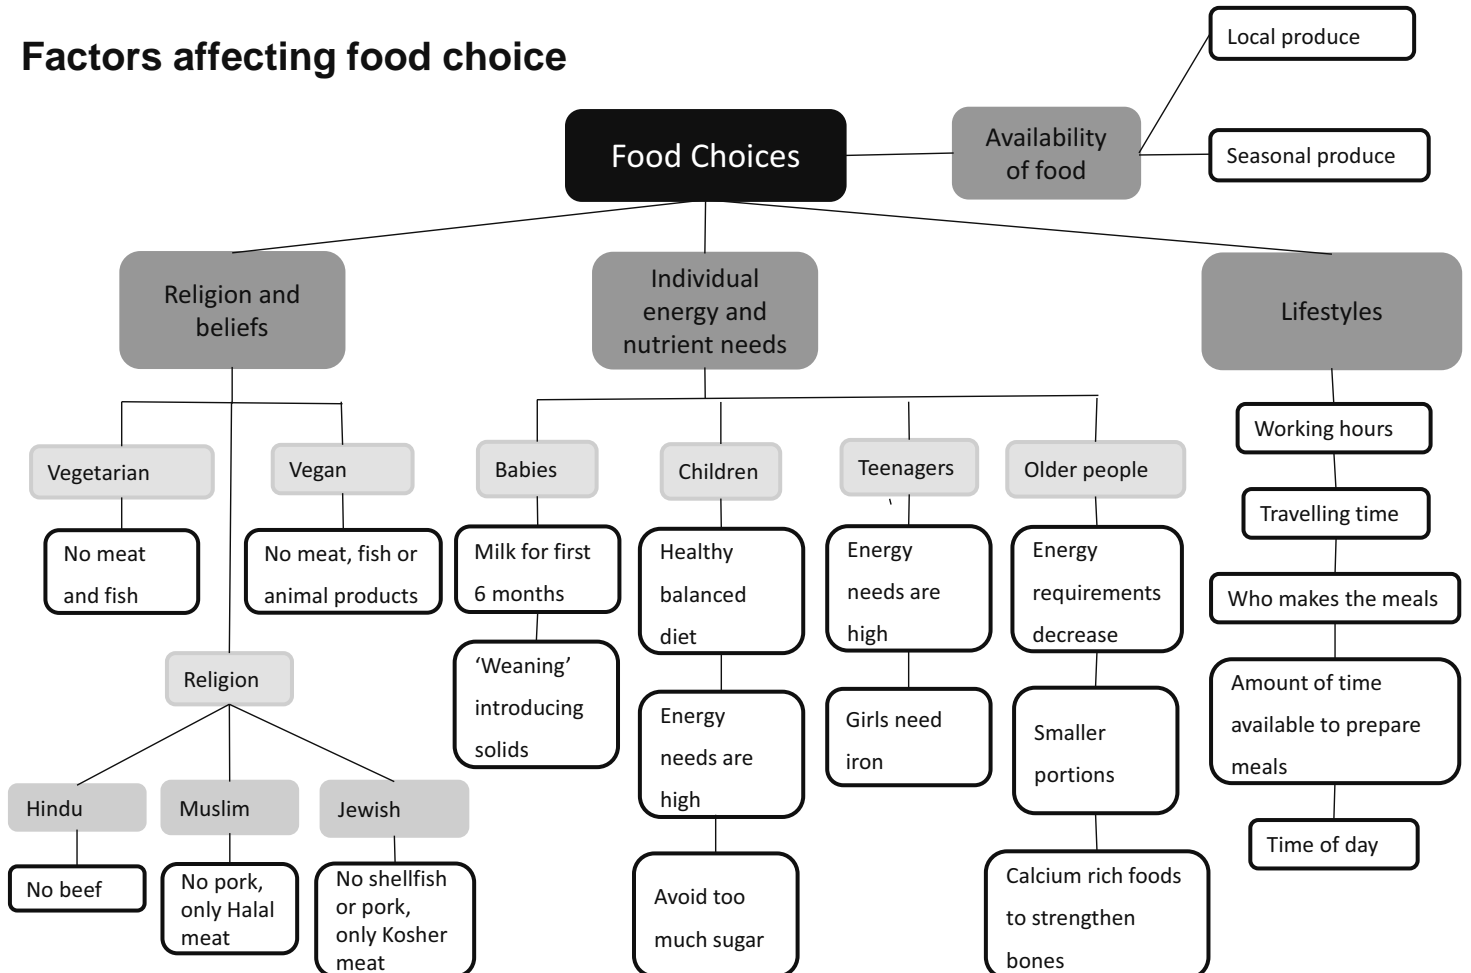 Factors affecting food choice
Local produce
Food Choices
Availability
of food
Seasonal produce
Religion and
beliefs
Individual
energy and
nutrient needs
Lifestyles
Vegetarian
Vegan
Babies
Children
Teenagers
Older people
No meat
and fish
No meat, fish or
animal products
Milk for first
6 months
‘Weaning’
introducing
solids
Healthy
balanced
diet
Energy
needs are
high
Avoid too
much sugar
Energy
needs are
high
Girls need
iron
Energy
requirements
decrease
Smaller
portions
Calcium rich foods
to strengthen
bones
Working hours
Travelling time
Who makes the meals
Amount of time
available to prepare
meals
Time of day
Religion
Hindu
Muslim
Jewish
No beef
No pork,
only Halal
meat
No shellfish
or pork,
only Kosher
meat